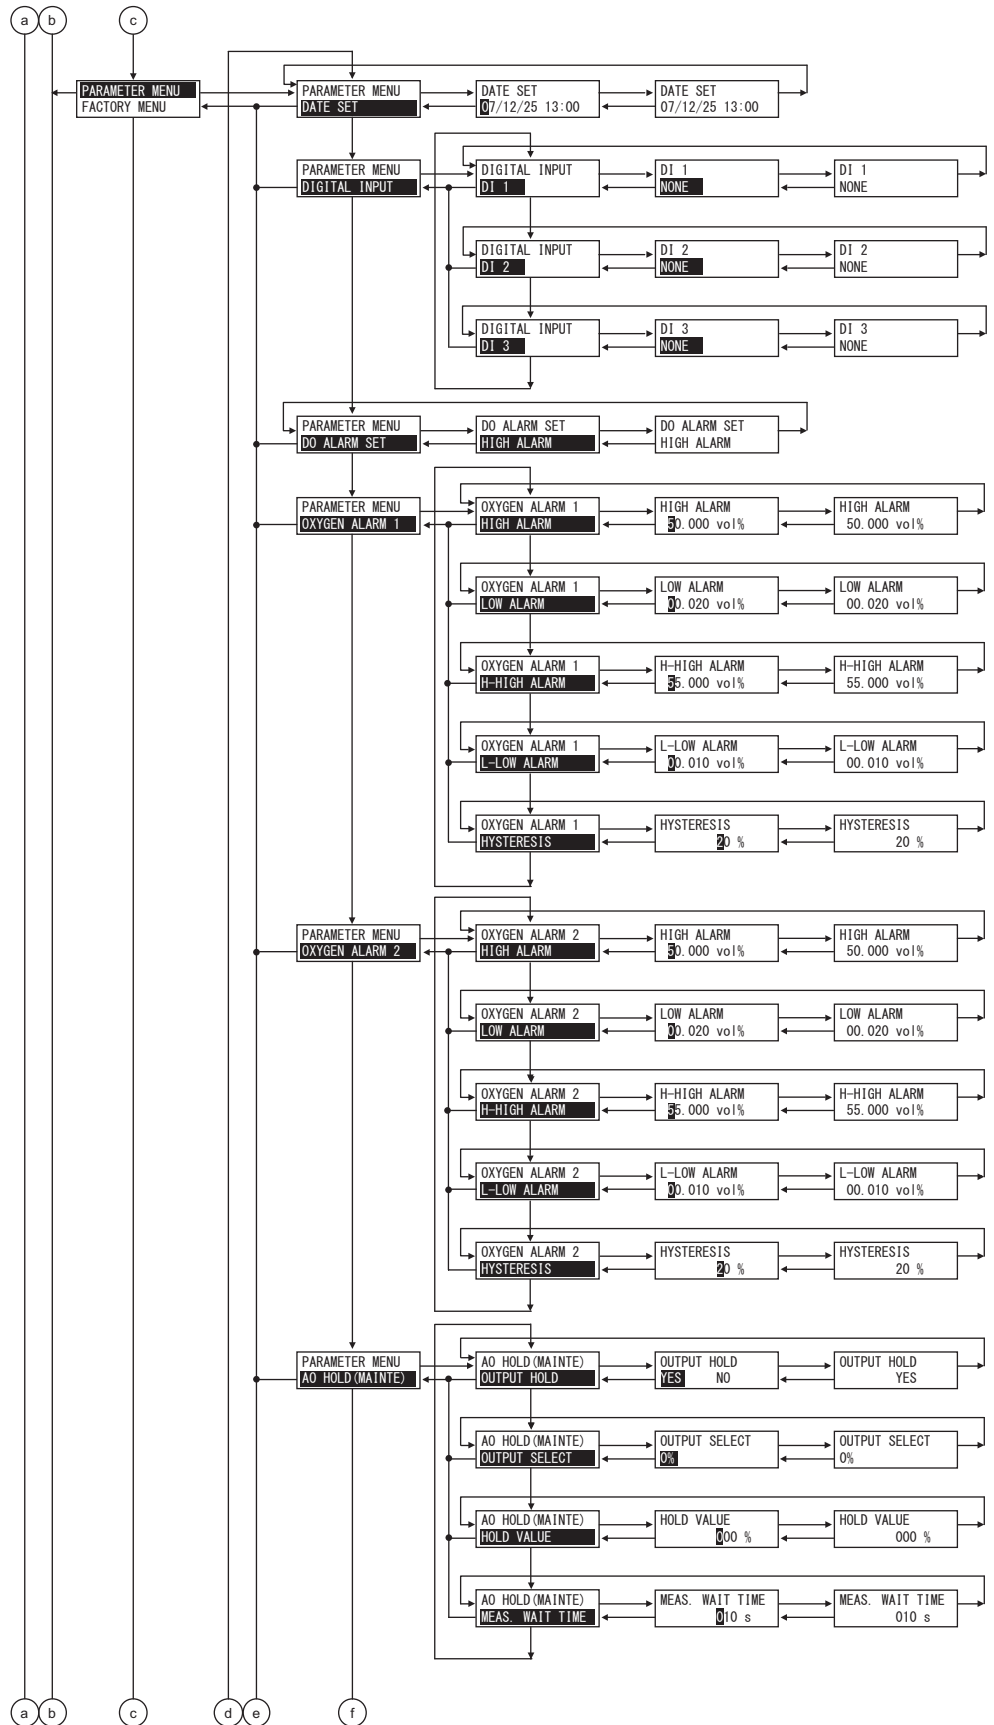 a b c
PARAMETER MENU
FACTORY MENU
PARAMETER MENU
DATE SET
DATE SET
07/12/25 13:00
DATE SET
07/12/25 13:00
PARAMETER MENU
DIGITAL INPUT
DIGITAL INPUT
DI 1
DI 1
NONE
DI 1
NONE
DIGITAL INPUT
DI 2
DI 2
NONE
DI 2
NONE
DIGITAL INPUT
DI 3
DI 3
NONE
DI 3
NONE
PARAMETER MENU
DO ALARM SET
DO ALARM SET
HIGH ALARM
DO ALARM SET
HIGH ALARM
PARAMETER MENU
OXYGEN ALARM 1
OXYGEN ALARM 1
HIGH ALARM
HIGH ALARM
50.000 vol%
HIGH ALARM
50.000 vol%
OXYGEN ALARM 1
LOW ALARM
LOW ALARM
00.020 vol%
LOW ALARM
00.020 vol%
OXYGEN ALARM 1
H-HIGH ALARM
H-HIGH ALARM
55.000 vol%
H-HIGH ALARM
55.000 vol%
OXYGEN ALARM 1
L-LOW ALARM
L-LOW ALARM
00.010 vol%
L-LOW ALARM
00.010 vol%
OXYGEN ALARM 1
HYSTERESIS
HYSTERESIS
20 %
HYSTERESIS
20 %
PARAMETER MENU
OXYGEN ALARM 2
OXYGEN ALARM 2
HIGH ALARM
HIGH ALARM
50.000 vol%
HIGH ALARM
50.000 vol%
OXYGEN ALARM 2
LOW ALARM
LOW ALARM
00.020 vol%
LOW ALARM
00.020 vol%
OXYGEN ALARM 2
H-HIGH ALARM
H-HIGH ALARM
55.000 vol%
H-HIGH ALARM
55.000 vol%
OXYGEN ALARM 2
L-LOW ALARM
L-LOW ALARM
00.010 vol%
L-LOW ALARM
00.010 vol%
OXYGEN ALARM 2
HYSTERESIS
HYSTERESIS
20 %
HYSTERESIS
20 %
PARAMETER MENU
AO HOLD(MAINTE)
AO HOLD(MAINTE)
OUTPUT HOLD
OUTPUT HOLD
YES NO
OUTPUT HOLD
YES
AO HOLD(MAINTE)
OUTPUT SELECT
OUTPUT SELECT
0%
OUTPUT SELECT
0%
AO HOLD(MAINTE)
HOLD VALUE
HOLD VALUE
000 %
HOLD VALUE
000 %
AO HOLD(MAINTE)
MEAS. WAIT TIME
MEAS. WAIT TIME
010 s
MEAS. WAIT TIME
010 s
a b c d e f